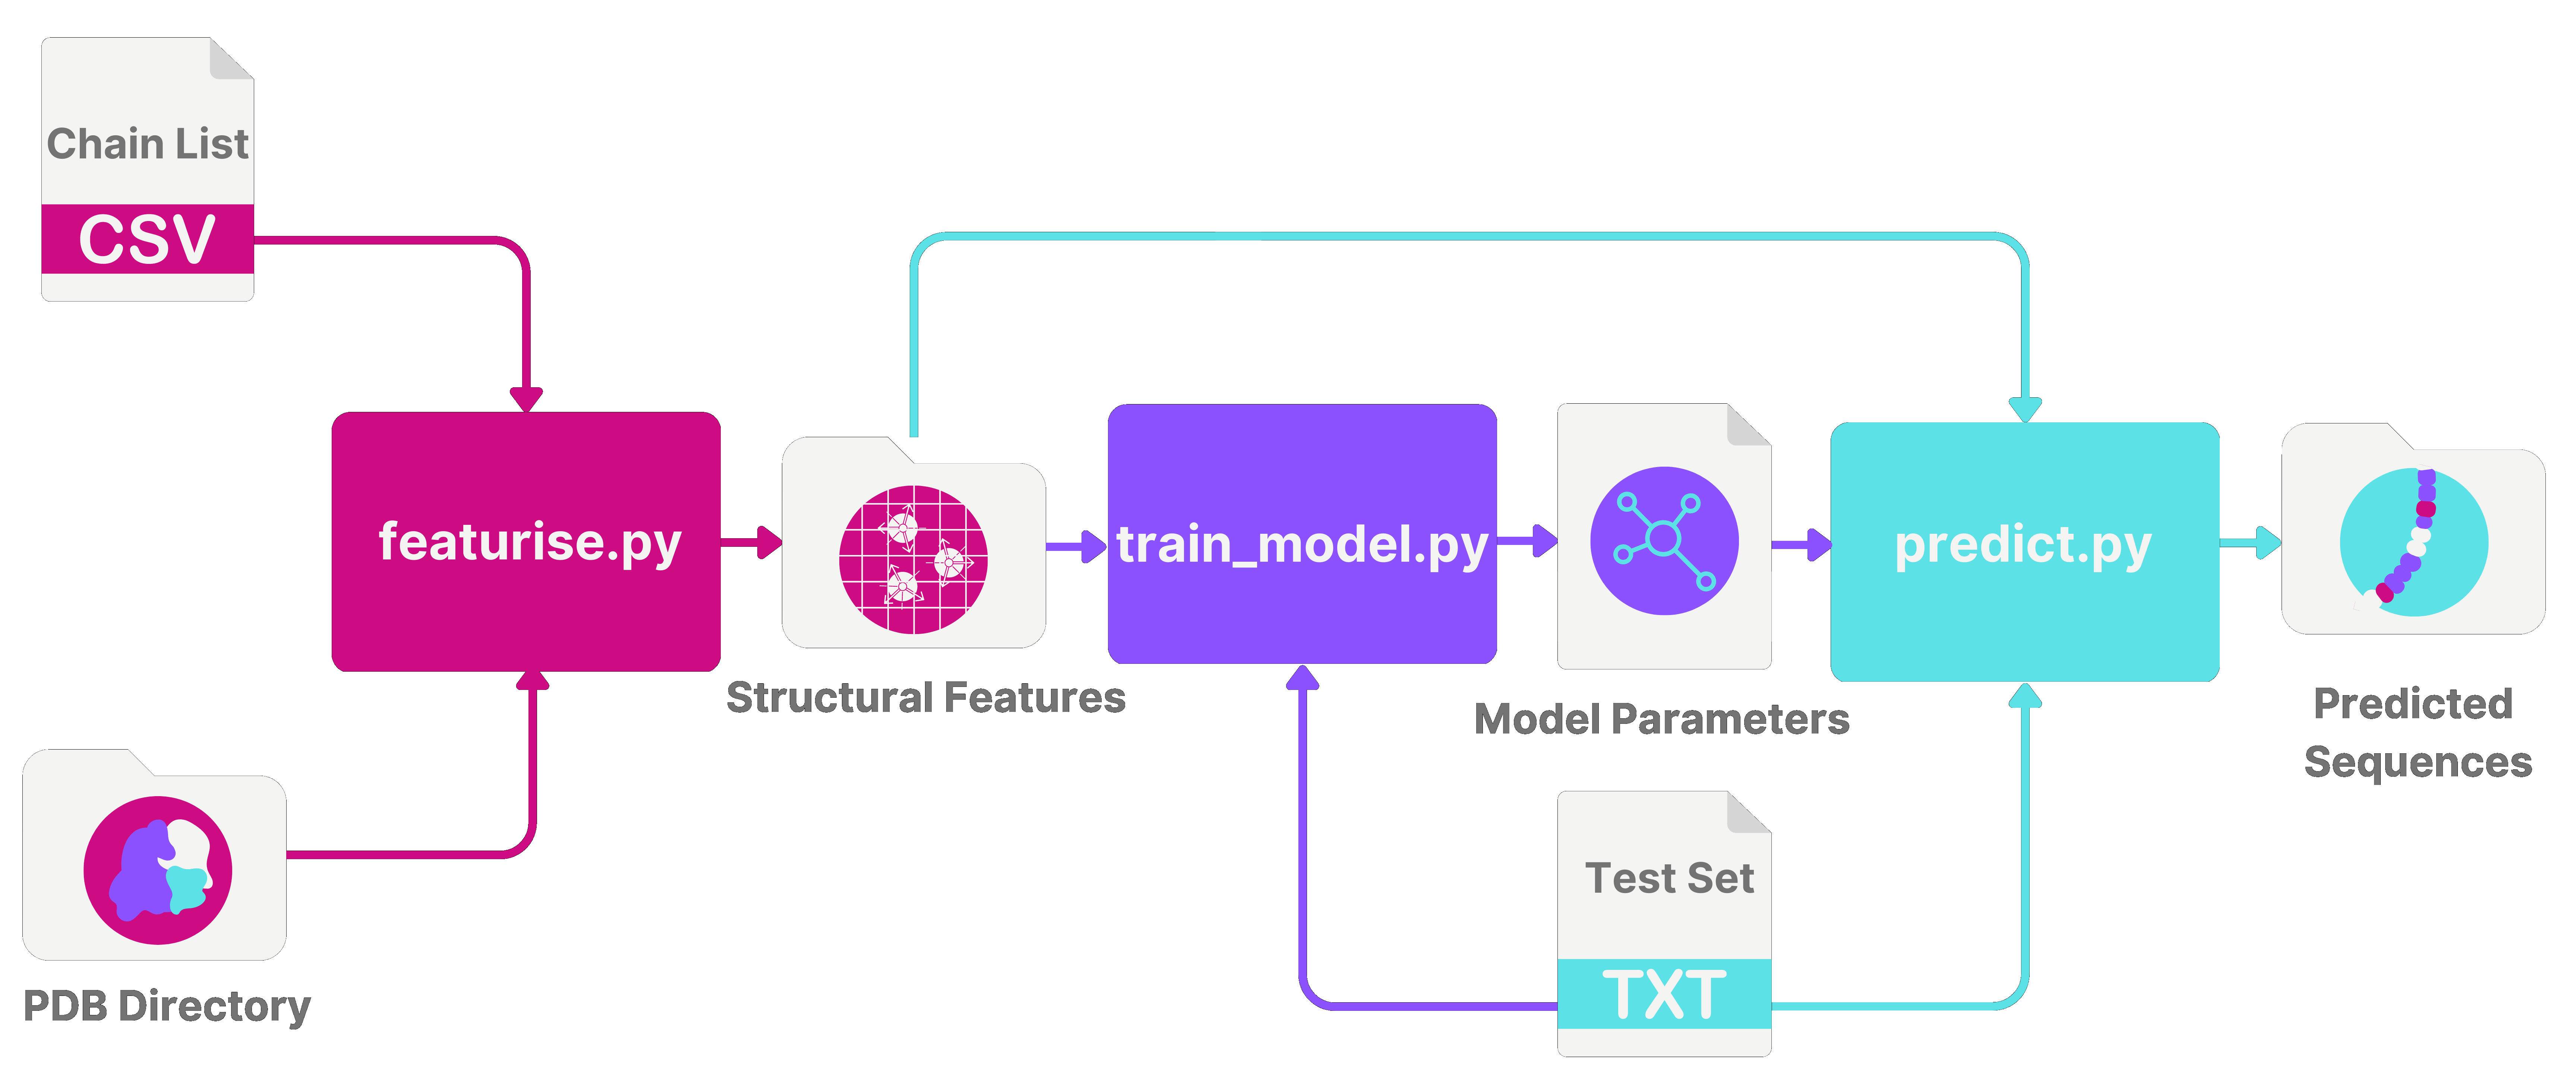 Chain List
CSV
featurise.py
train_model.py
predict.py
Structural Features
Model Parameters
Predicted
Sequences
Test Set
TXT
PDB Directory